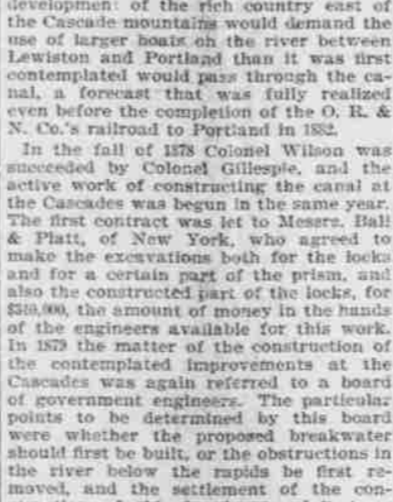 development of the rich country east of
the Cascade mountains would demand the
use of larger boats on the river between
Lewiston and Portland than it was first
contemplated would pass through the ca-
nal, a forecast that was fully realized
even before the completion of the O. R. &
N. Co.'s railroad to Portland in 1882.
In the fall of 1878 Colonel Wilson was
succeeded by Colonel Gillespie, and the
active work of constructing the canal at
the Cascades was begun in the same year.
The first contract was let to Messrs. Ball
& Platt, of New York, who agreed to
make the excavations both for the locks
and for a certain part of the prism, and
also the constructed part of the locks, for
the amount of money in the hands
of the engineers available for this work.
In 1879 the matter of the construction of
the contemplated improvements at the
Cascades was again referred to a board
of government engineers. The particular
points to be determined by this board
were whether the proposed breakwater
should first be built, or the obstructions in
the river below the rapids be first re-
moved, and the settlement of the con-